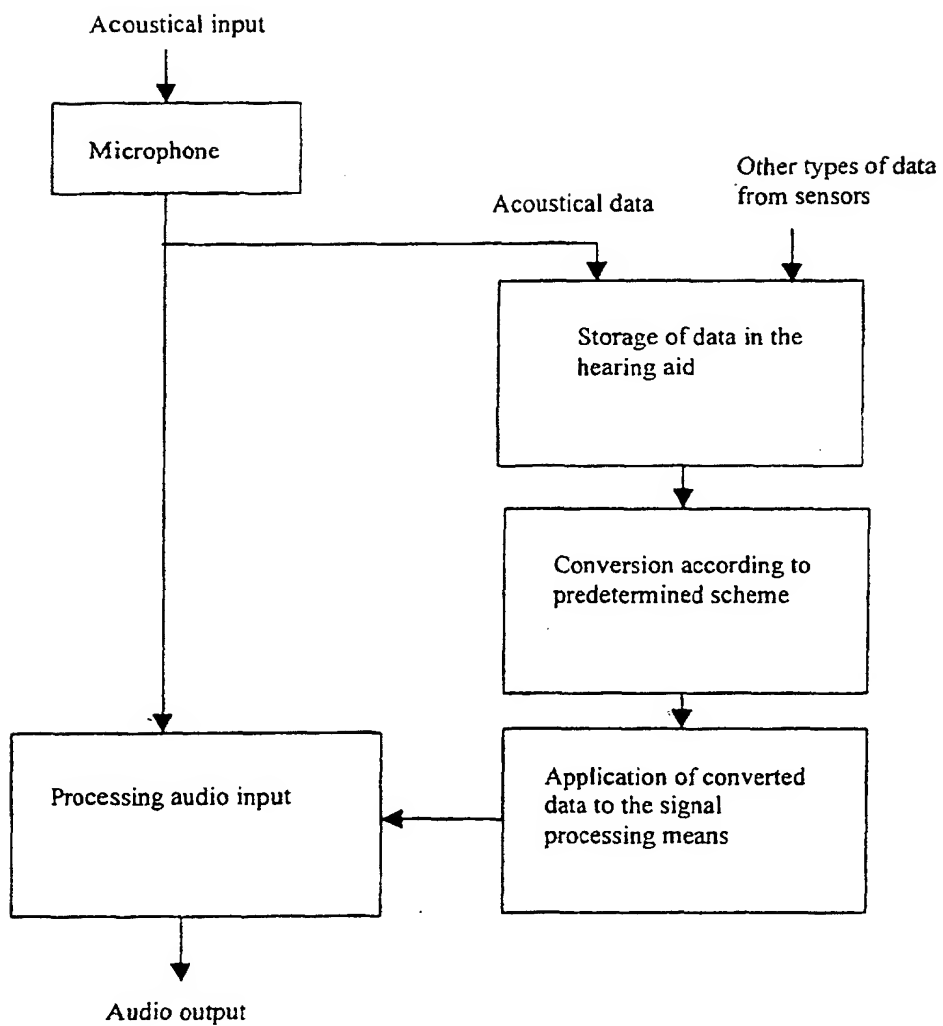 Acoustical input
Microphone
Other types of data
from sensors
Acoustical data
Storage of data in the
hearing aid
Conversion according to
predetermined scheme
Processing audio input
Application of converted
data to the signal
processing means
Audio output